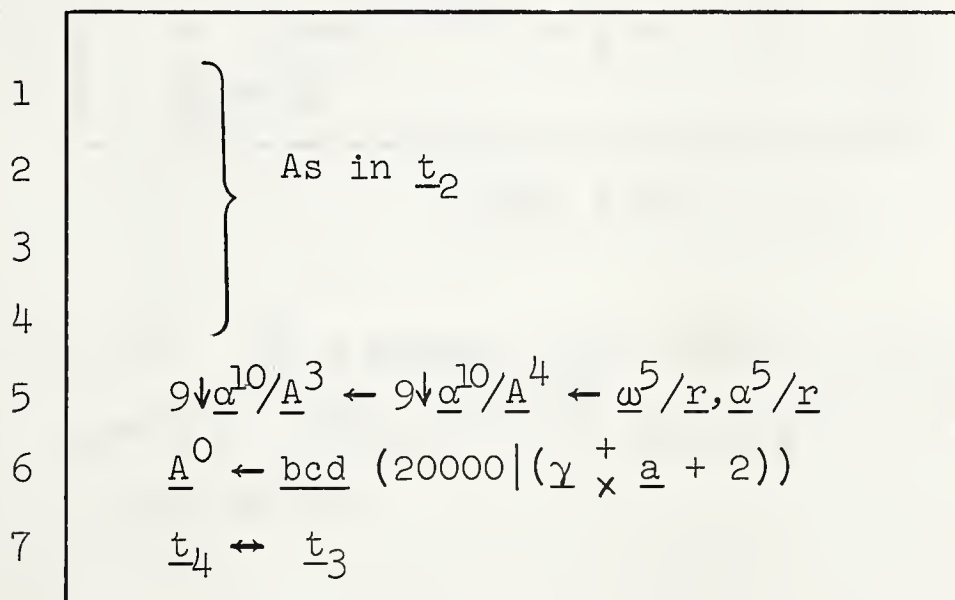 1
2 As in t₂
3
4
5 9↓α¹⁰/A³ ← 9↓α¹⁰/A⁴ ← ω⁵/r,α⁵/r
6 A⁰ ← bcd (20000|(γ + × a + 2))
7 t₄ ↔ t₃